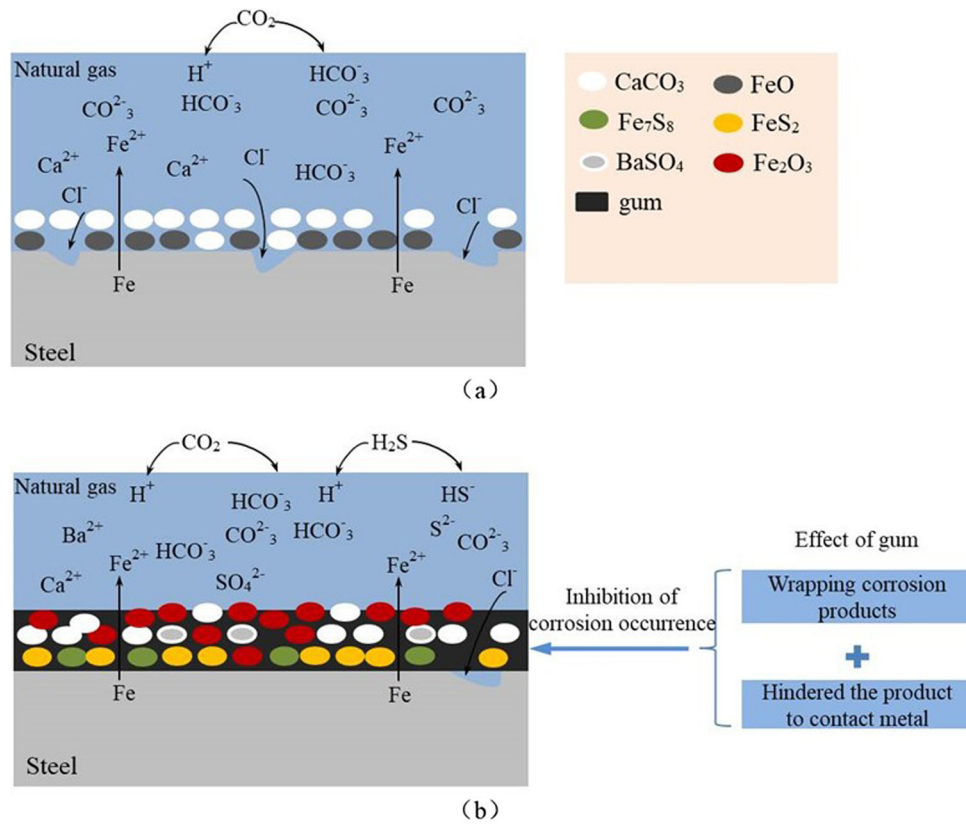 CO₂
Natural gas H⁺ HCO⁻₃
CO²⁻₃ HCO⁻₃ CO²⁻₃ CO²⁻₃
Fe²⁺ Fe²⁺
Ca²⁺ Ca²⁺ Cl⁻ HCO⁻₃
Cl⁻ Cl⁻
Fe Fe
Steel
CaCO₃ FeO
Fe₇S₈ FeS₂
BaSO₄ Fe₂O₃
gum
(a)
CO₂ H₂S
Natural gas H⁺ HCO⁻₃ H⁺ HS⁻
Ba²⁺ CO²⁻₃ HCO⁻₃ S²⁻ CO²⁻₃
Fe²⁺ HCO⁻₃ Fe²⁺
Ca²⁺ SO₄²⁻ Cl⁻
Fe Fe
Steel
Inhibition of
corrosion occurrence
Effect of gum
Wrapping corrosion
products
Hindered the product
to contact metal
(b)